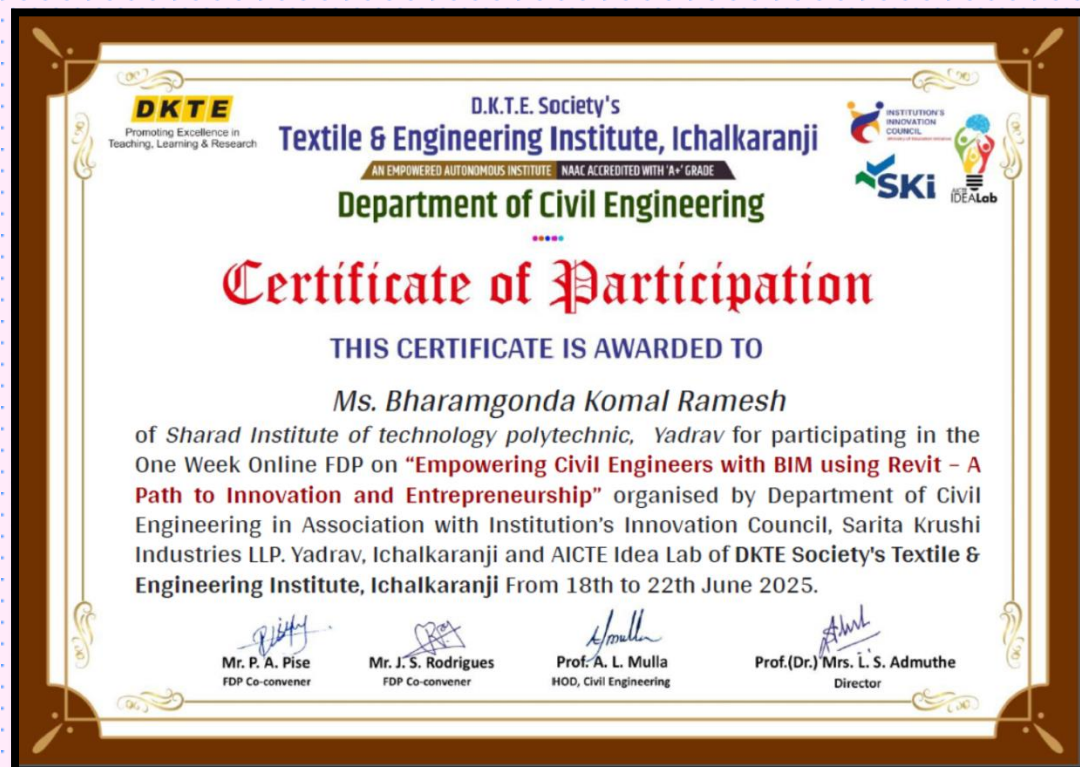 DKTE
Promoting Excellence in
Teaching, Learning & Research
D.K.T.E. Society's
Textile & Engineering Institute, Ichalkaranji
AN EMPOWERED AUTONOMOUS INSTITUTE NAAC ACCREDITED WITH 'A+' GRADE
Department of Civil Engineering
INSTITUTION'S
INNOVATION
COUNCIL
SKi
AICTE
IDEALab
Certificate of Participation
THIS CERTIFICATE IS AWARDED TO
Ms. Bharamgonda Komal Ramesh
of Sharad Institute of technology polytechnic, Yadrav for participating in the
One Week Online FDP on “Empowering Civil Engineers with BIM using Revit – A
Path to Innovation and Entrepreneurship” organised by Department of Civil
Engineering in Association with Institution’s Innovation Council, Sarita Krushi
Industries LLP. Yadrav, Ichalkaranji and AICTE Idea Lab of DKTE Society's Textile &
Engineering Institute, Ichalkaranji From 18th to 22th June 2025.
Mr. P. A. Pise
FDP Co-convener
Mr. J. S. Rodrigues
FDP Co-convener
Prof. A. L. Mulla
HOD, Civil Engineering
Prof.(Dr.) Mrs. L. S. Admuthe
Director